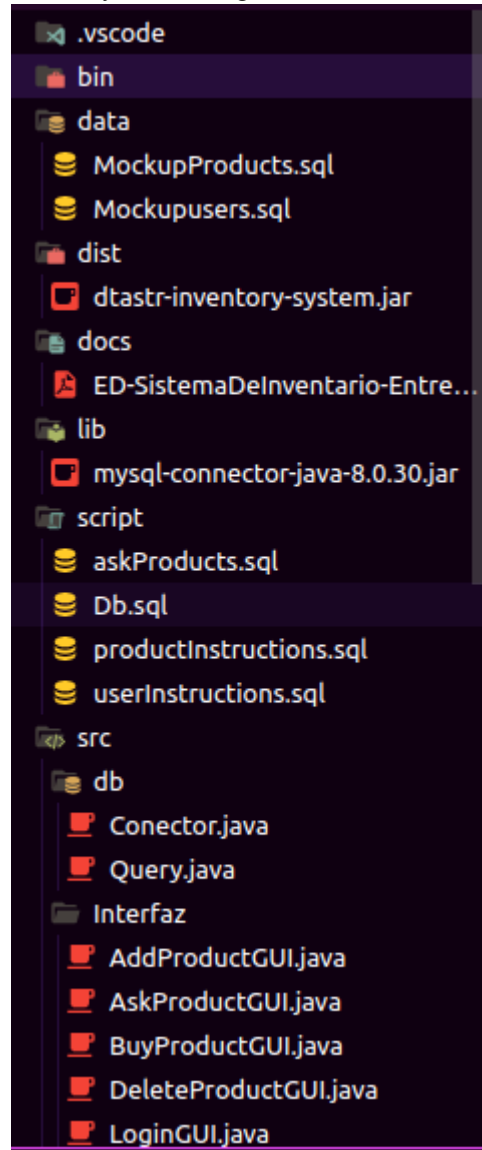 .vscode
bin
data
MockupProducts.sql
Mockupusers.sql
dist
dtastr-inventory-system.jar
docs
ED-SistemaDeInventario-Entre...
lib
mysql-connector-java-8.0.30.jar
script
askProducts.sql
Db.sql
productInstructions.sql
userInstructions.sql
src
db
Conector.java
Query.java
Interfaz
AddProductGUI.java
AskProductGUI.java
BuyProductGUI.java
DeleteProductGUI.java
LoginGUI.java